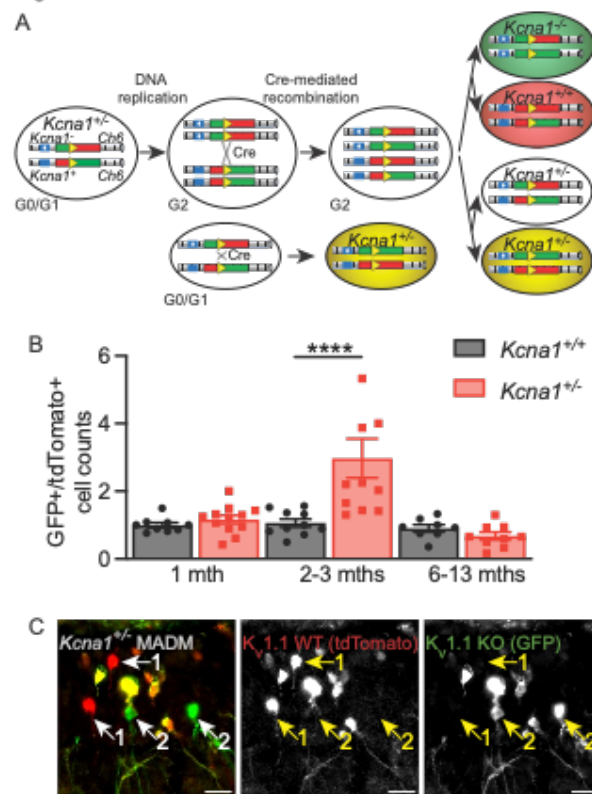 A
DNA
replication
Cre-mediated
recombination
Kcna1+/-
Kcna1- Ch6
Kcna1+ Ch6
G0/G1
Cre
G2
G2
Kcna1-/-
Kcna1+/+
Kcna1+/-
Kcna1+/-
Cre
G0/G1
Kcna1+/-
B
GFP+/tdTomato+
cell counts
6
4
2
0
****
Kcna1+/+
Kcna1+/-
1 mth
2-3 mths
6-13 mths
C
Kcna1+/- MADM
1
1
2
2
Kv1.1 WT (tdTomato)
1
1
2
2
Kv1.1 KO (GFP)
1
1
2
2